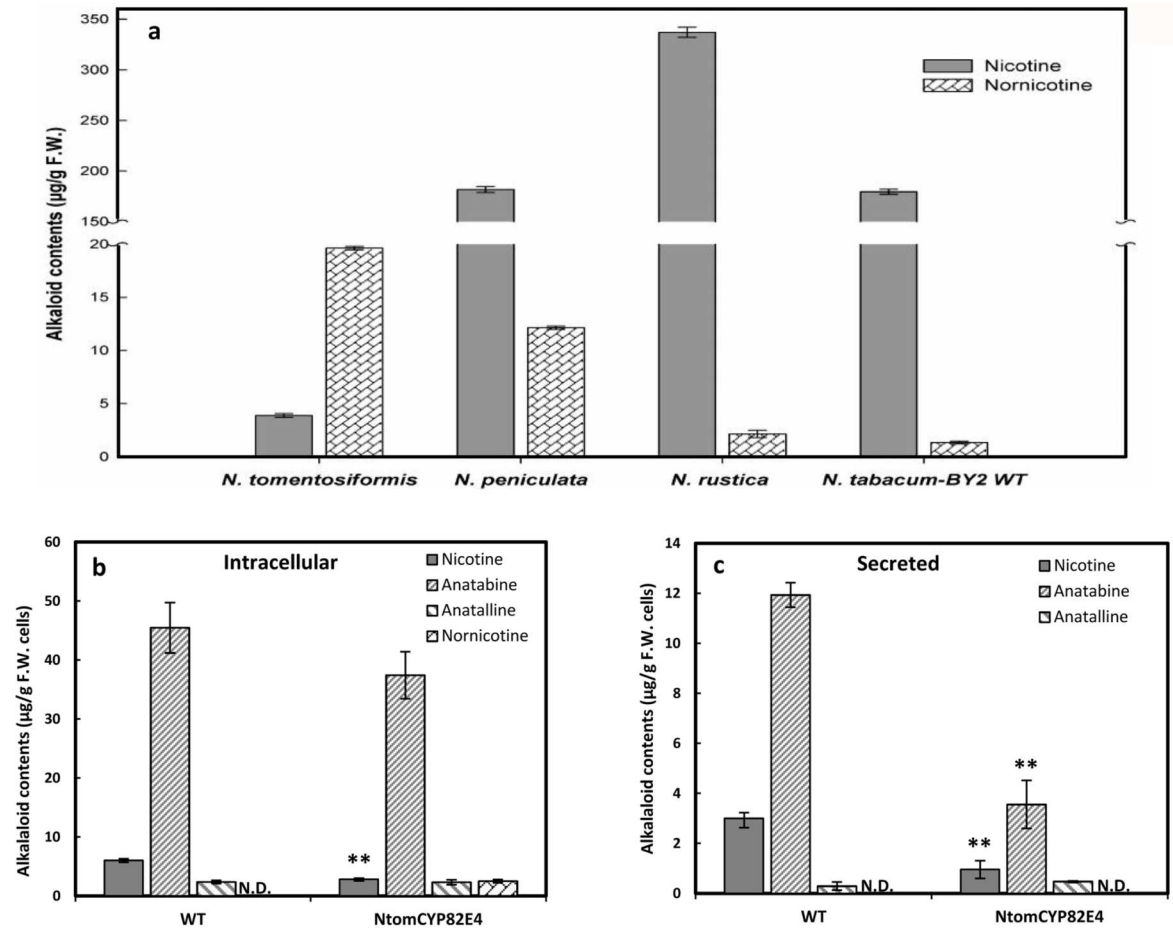 a
Nicotine
Nornicotine
Alkaloid contents (µg/g F.W.)
350
300
250
200
150
20
15
10
5
0
N. tomentosiformis
N. peniculata
N. rustica
N. tabacum-BY2 WT
b
Intracellular
Nicotine
Anatabine
Anatalline
Nornicotine
Alkalaloid contents (µg/g F.W. cells)
60
50
40
30
20
10
0
N.D.
**
WT
NtomCYP82E4
c
Secreted
Nicotine
Anatabine
Anatalline
Alkalaloid contents (µg/g F.W. cells)
14
12
10
8
6
4
2
0
N.D.
**
**
N.D.
WT
NtomCYP82E4